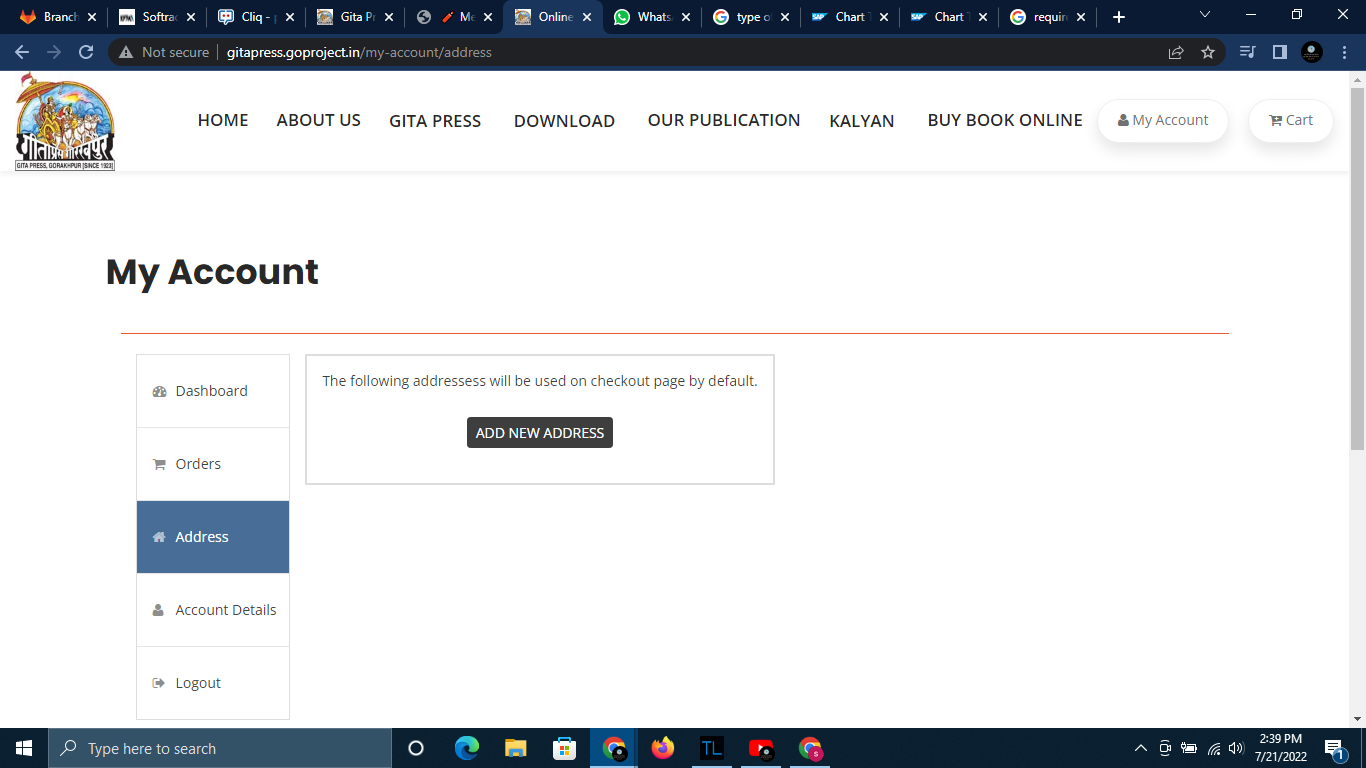 Branch
Softrac
Cliq - p
Gita Pr
Me
Online
Whats
type o
Chart T
Chart T
requir
Not secure
gitapress.goproject.in/my-account/address
गीताप्रेस गोरखपुर
GITA PRESS, GORAKHPUR [SINCE 1923]
HOME
ABOUT US
GITA PRESS
DOWNLOAD
OUR PUBLICATION
KALYAN
BUY BOOK ONLINE
My Account
Cart
My Account
Dashboard
Orders
Address
Account Details
Logout
The following addressess will be used on checkout page by default.
ADD NEW ADDRESS
Type here to search
TL
2:39 PM
7/21/2022
1